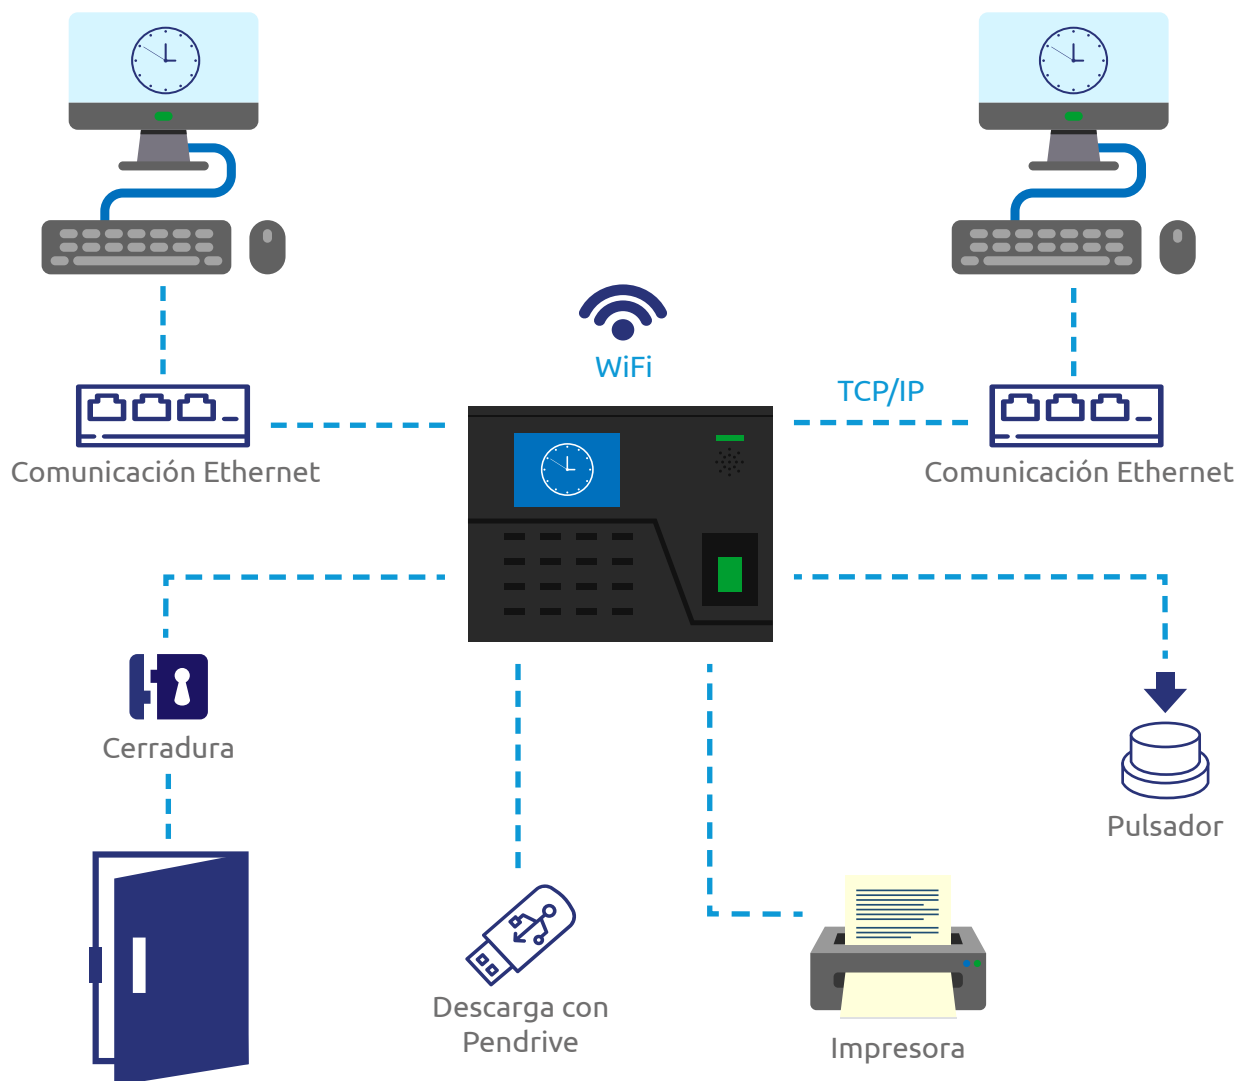 WiFi
TCP/IP
Comunicación Ethernet
Comunicación Ethernet
Cerradura
Pulsador
Descarga con
Pendrive
Impresora